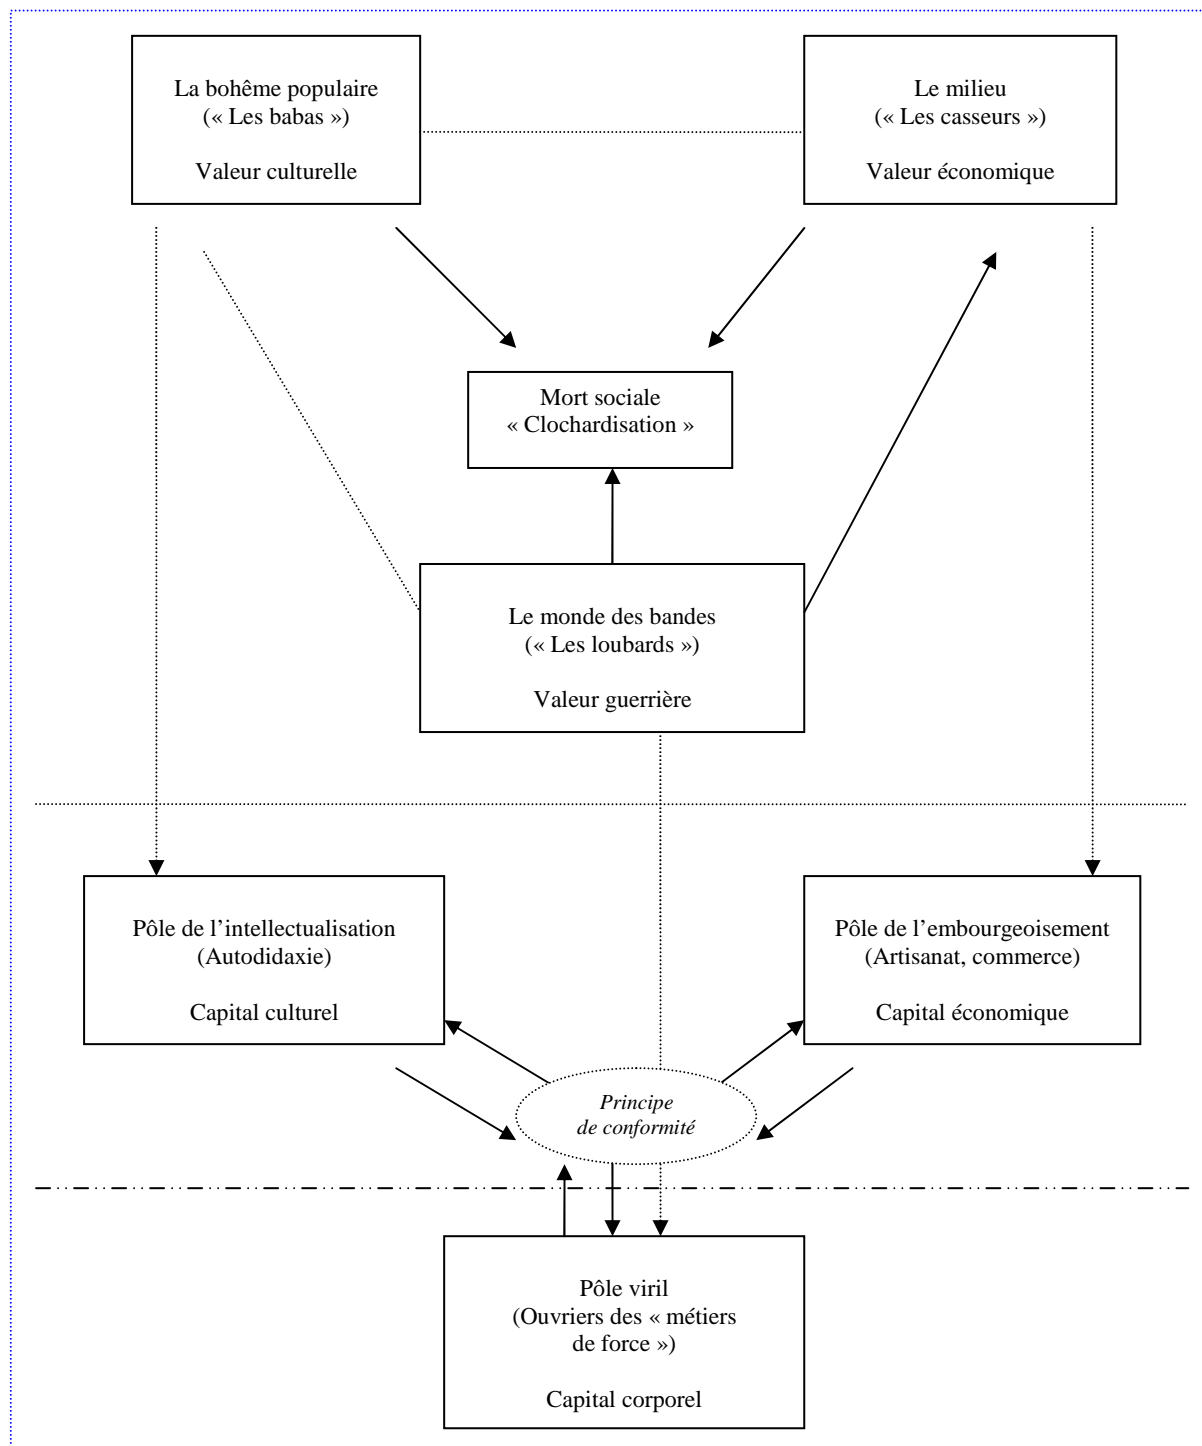 La bohême populaire
(« Les babas »)
Valeur culturelle
Le milieu
(« Les casseurs »)
Valeur économique
Mort sociale
« Clochardisation »
Le monde des bandes
(« Les loubards »)
Valeur guerrière
Pôle de l’intellectualisation
(Autodidaxie)
Capital culturel
Pôle de l’embourgeoisement
(Artisanat, commerce)
Capital économique
Principe
de conformité
Pôle viril
(Ouvriers des « métiers
de force »)
Capital corporel